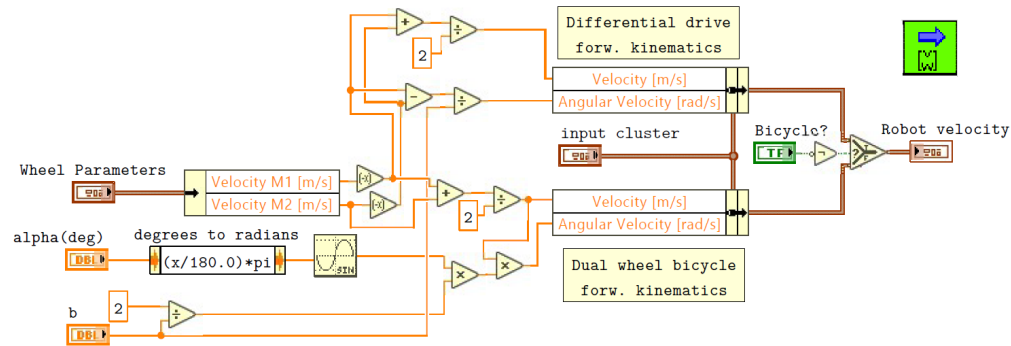 Differential drive
forw. kinematics
+
÷
2
Velocity [m/s]
Angular Velocity [rad/s]
-
÷
input cluster
Bicycle?
TF
¬
?
T
F
Robot velocity
Wheel Parameters
Velocity M1 [m/s]
Velocity M2 [m/s]
(-x)
(-x)
+
÷
2
Velocity [m/s]
Angular Velocity [rad/s]
alpha(deg)
DBL
degrees to radians
(x/180.0)*pi
SIN
×
×
Dual wheel bicycle
forw. kinematics
b
DBL
2
÷